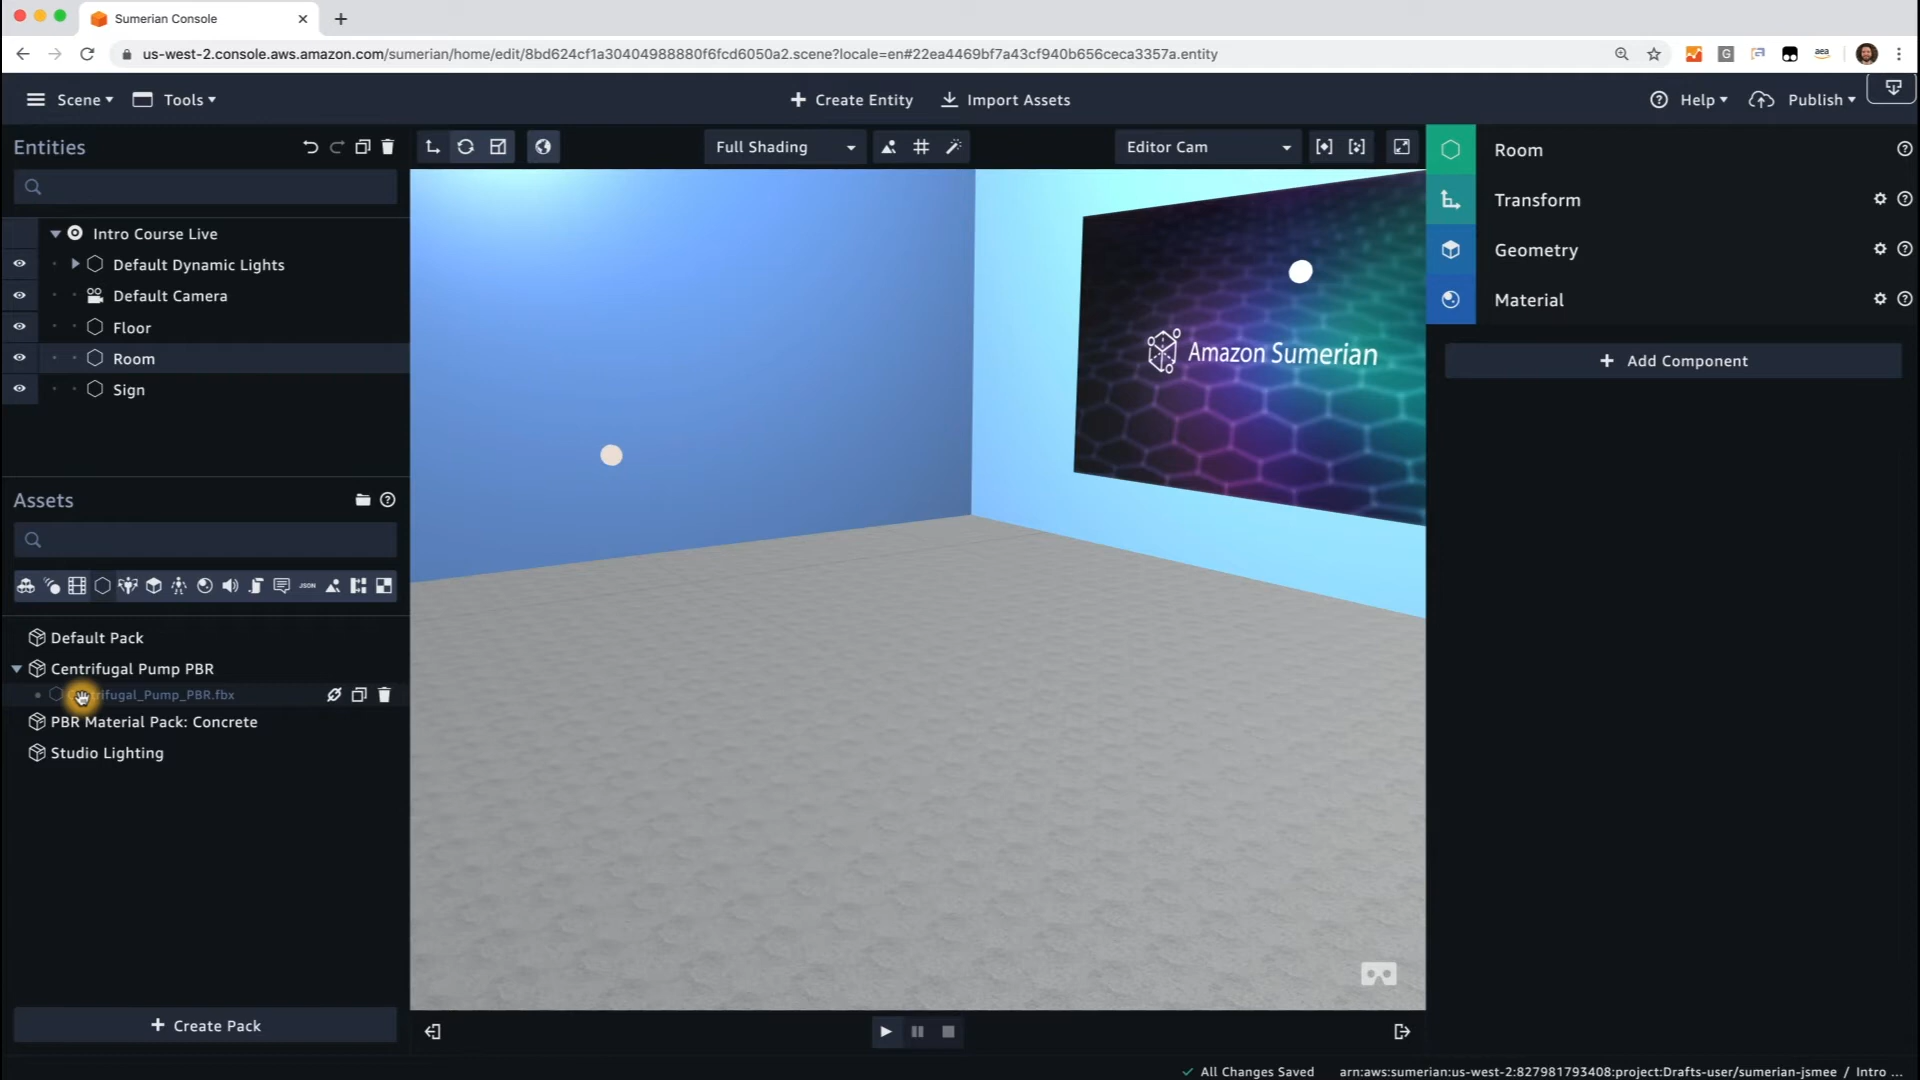 Sumerian Console
us-west-2.console.aws.amazon.com/sumerian/home/edit/8bd624cf1a30404988880f6fcd6050a2.scene?locale=en#22ea4469bf7a43cf940b656ceca3357a.entity
Scene
Tools
Create Entity
Import Assets
Help
Publish
Entities
Full Shading
Editor Cam
Room
Transform
Geometry
Material
Add Component
Intro Course Live
Default Dynamic Lights
Default Camera
Floor
Room
Sign
Amazon Sumerian
Assets
JSON
Default Pack
Centrifugal Pump PBR
PBR Material Pack: Concrete
Studio Lighting
Create Pack
All Changes Saved
arn:aws:sumerian:us-west-2:827981793408:project:Drafts-user/sumerian-jsmee / Intro ...